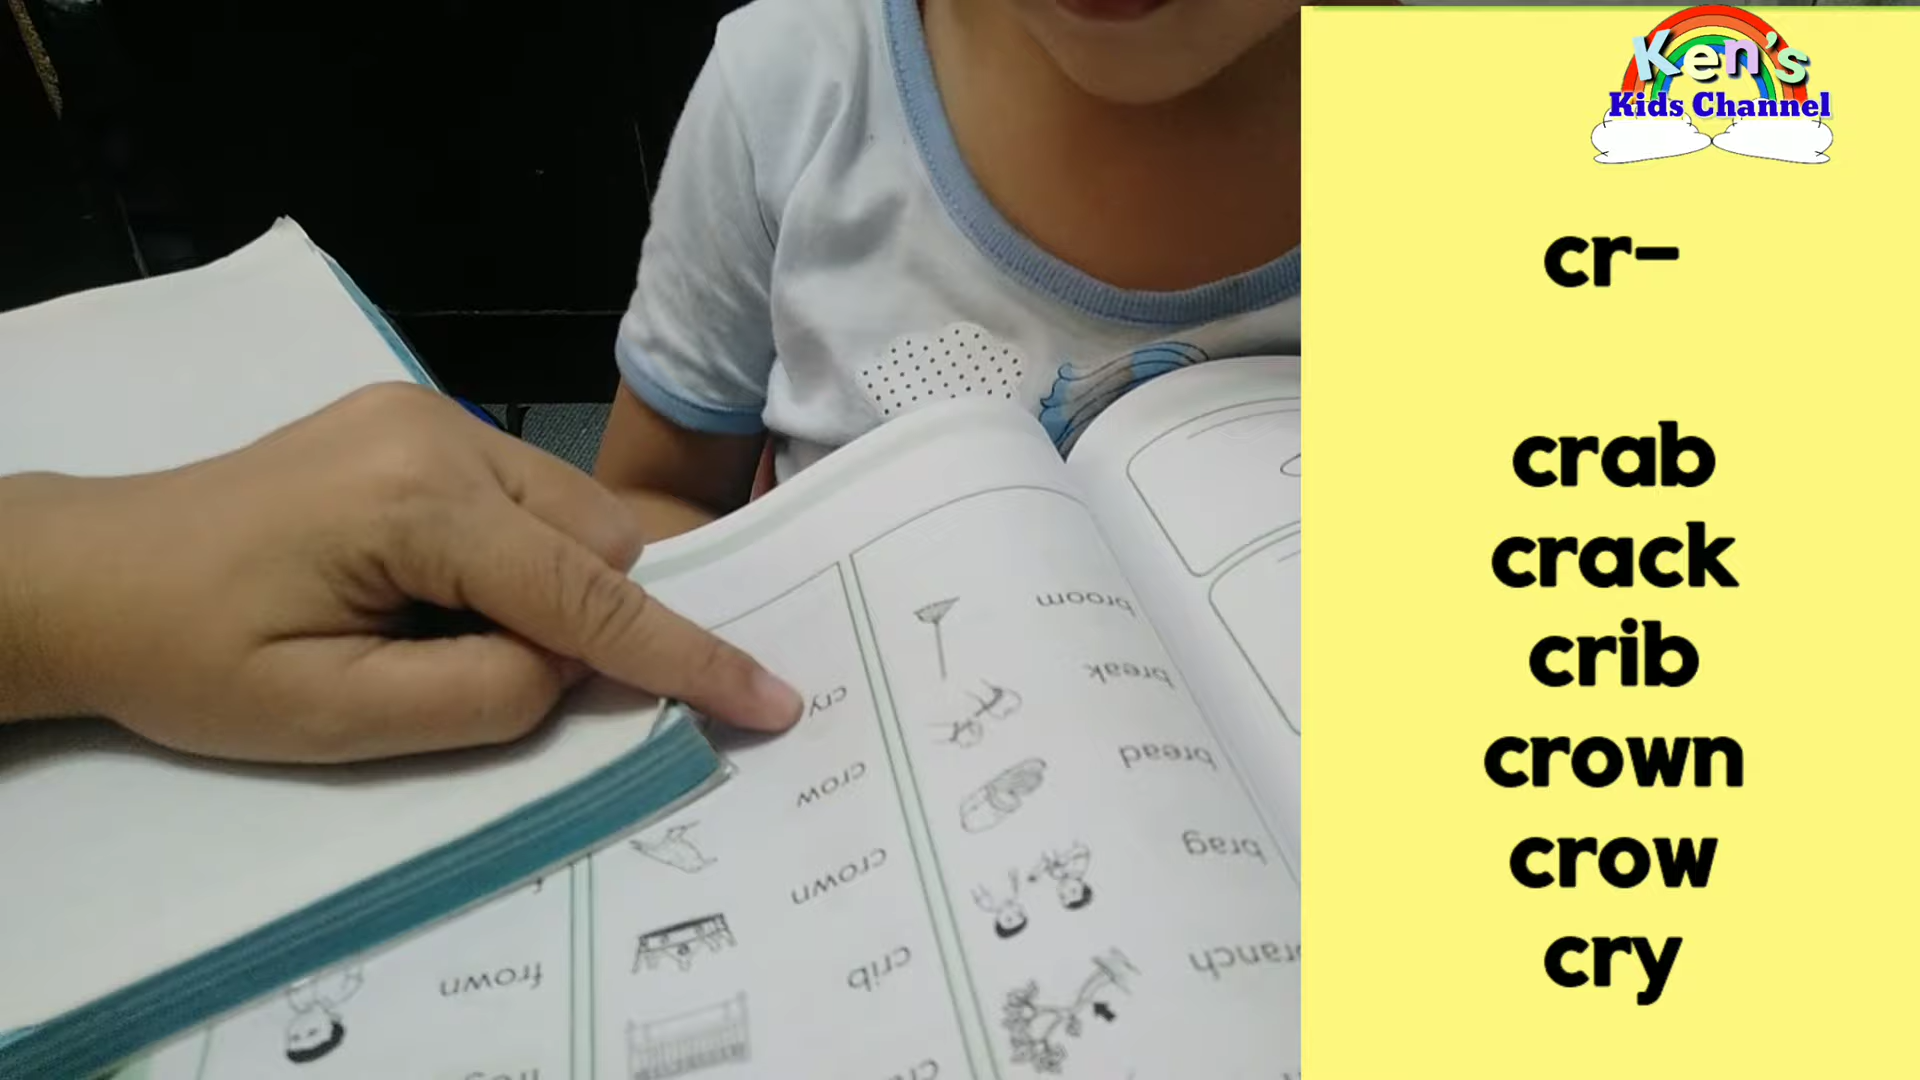 Ken's
Kids Channel
cr-
crab
crack
crib
crown
crow
cry
broom
break
bread
brag
cry
crow
crown
crib
frown